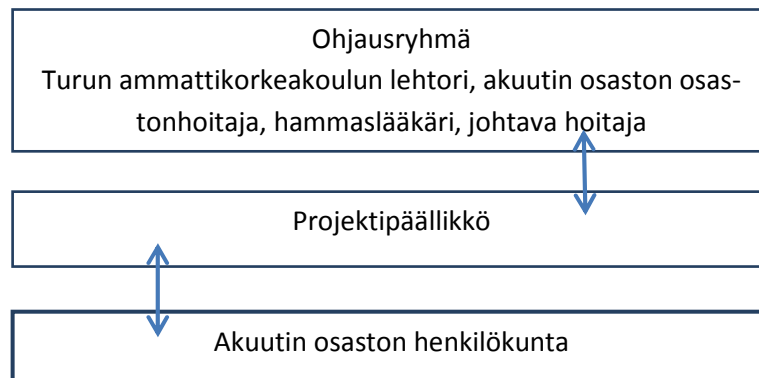 Ohjausryhmä
Turun ammattikorkeakoulun lehtori, akuutin osaston osas-
tonhoitaja, hammaslääkäri, johtava hoitaja
Projektipäällikkö
Akuutin osaston henkilökunta